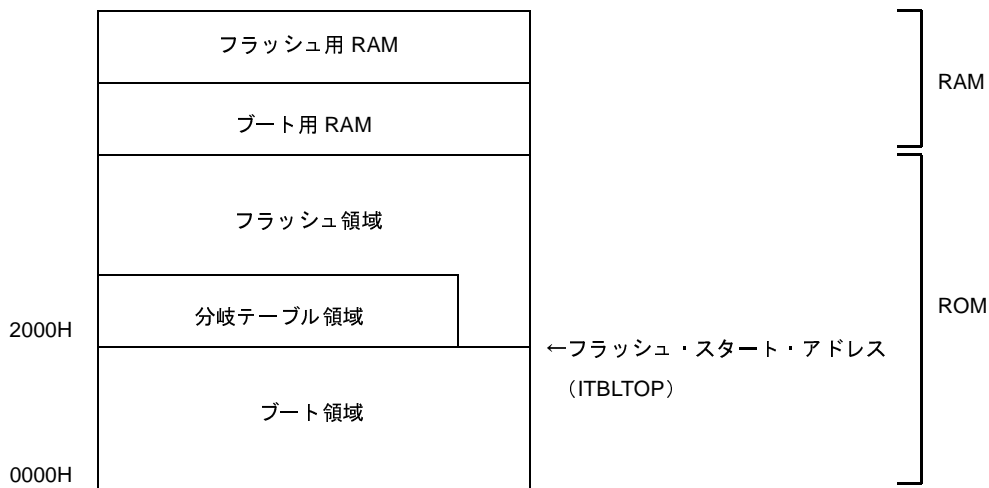 フラッシュ用 RAM
RAM
ブート用 RAM
フラッシュ領域
分岐テーブル領域
ROM
2000H
←フラッシュ・スタート・アドレス
（ITBLTOP）
ブート領域
0000H